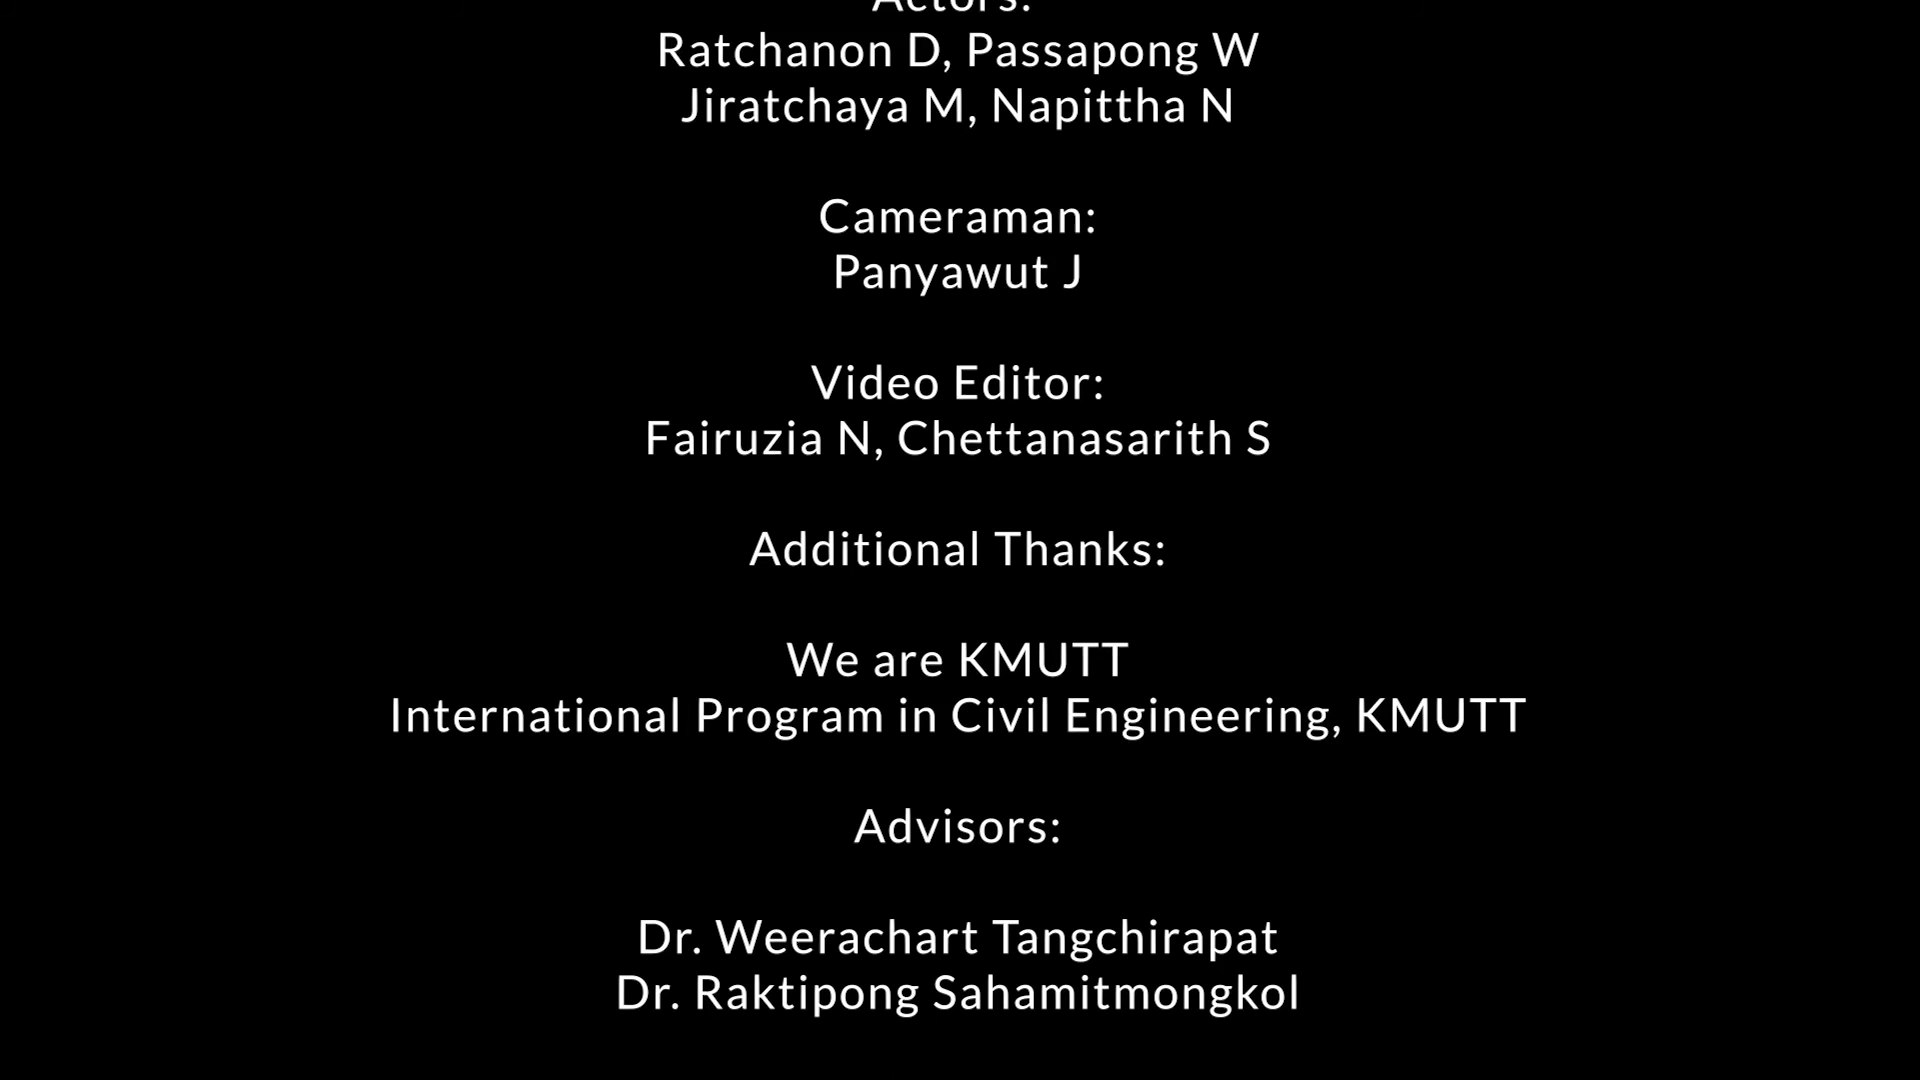 Actors:
Ratchanon D, Passapong W
Jiratchaya M, Napittha N
Cameraman:
Panyawut J
Video Editor:
Fairuzia N, Chettanasarith S
Additional Thanks:
We are KMUTT
International Program in Civil Engineering, KMUTT
Advisors:
Dr. Weerachart Tangchirapat
Dr. Raktipong Sahamitmongkol